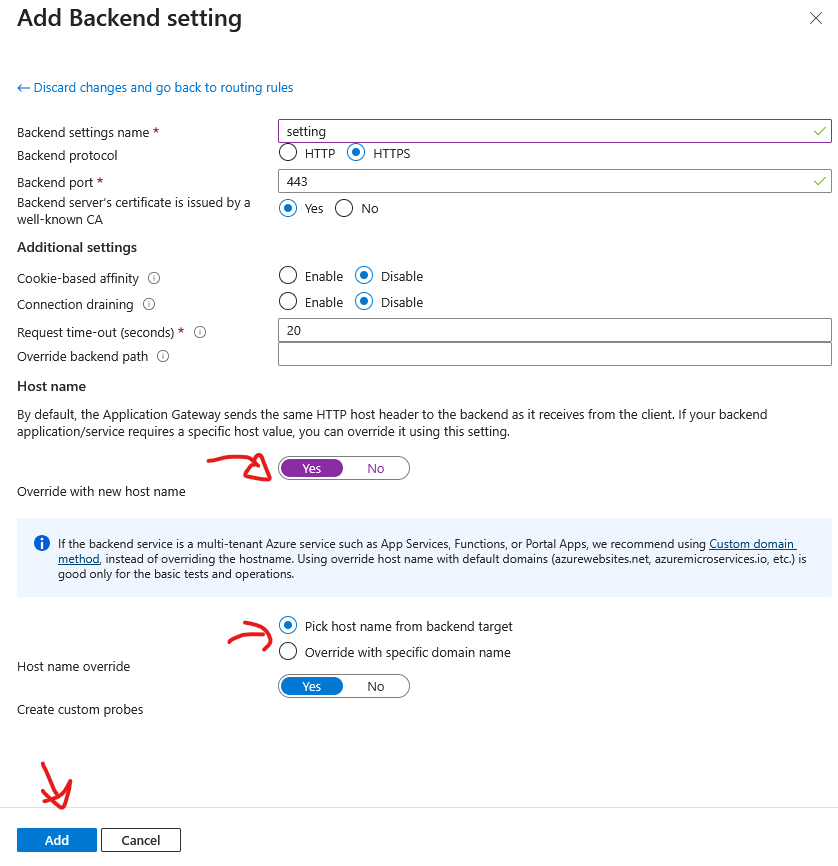 Add Backend setting
← Discard changes and go back to routing rules
Backend settings name *
setting
Backend protocol
HTTP HTTPS
Backend port *
443
Backend server's certificate is issued by a
well-known CA
Yes No
Additional settings
Cookie-based affinity
Enable Disable
Connection draining
Enable Disable
Request time-out (seconds) *
20
Override backend path
Host name
By default, the Application Gateway sends the same HTTP host header to the backend as it receives from the client. If your backend
application/service requires a specific host value, you can override it using this setting.
Yes No
Override with new host name
If the backend service is a multi-tenant Azure service such as App Services, Functions, or Portal Apps, we recommend using Custom domain
method, instead of overriding the hostname. Using override host name with default domains (azurewebsites.net, azuremicroservices.io, etc.) is
good only for the basic tests and operations.
Pick host name from backend target
Override with specific domain name
Host name override
Yes No
Create custom probes
Add Cancel